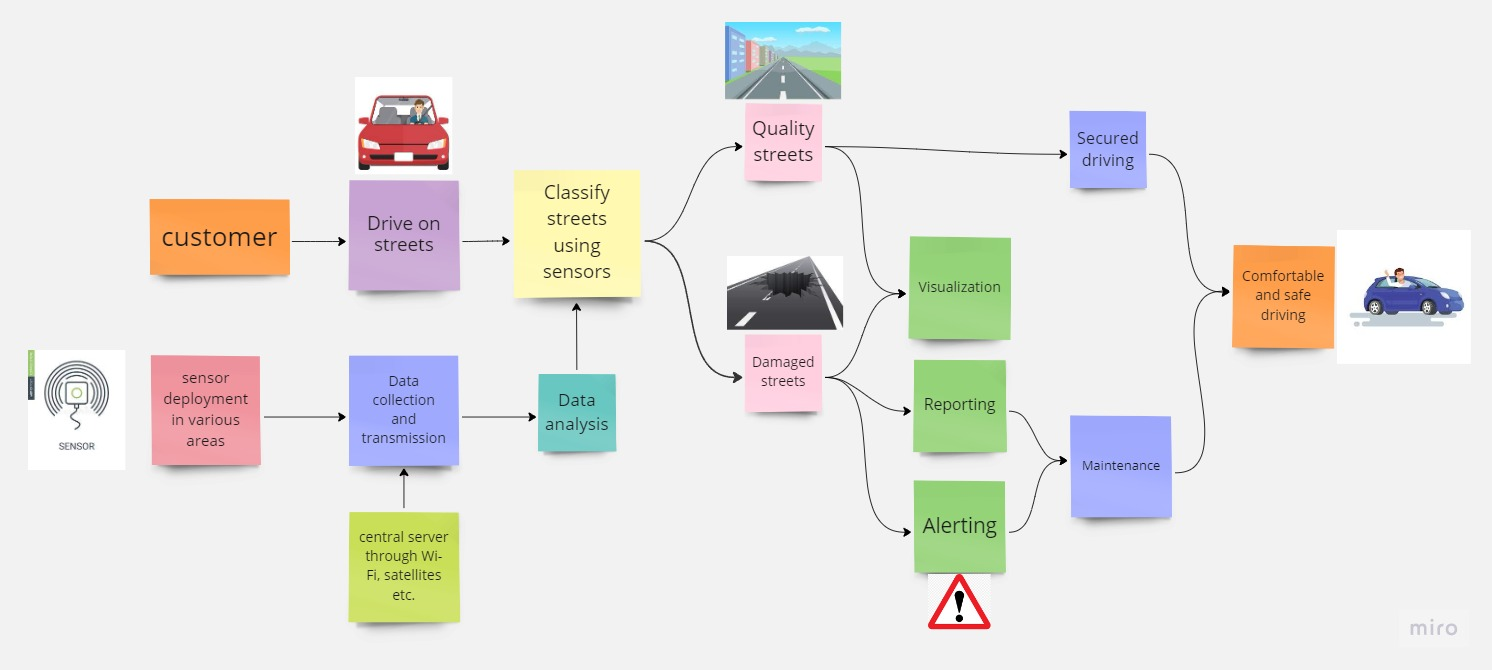 customer
Drive on
streets
Classify
streets
using
sensors
Quality
streets
Secured
driving
Visualization
Comfortable
and safe
driving
Damaged
streets
Reporting
Alerting
Maintenance
SENSOR
sensor
deployment
in various
areas
Data
collection
and
transmission
Data
analysis
central server
through Wi-
Fi, satellites
etc.
miro